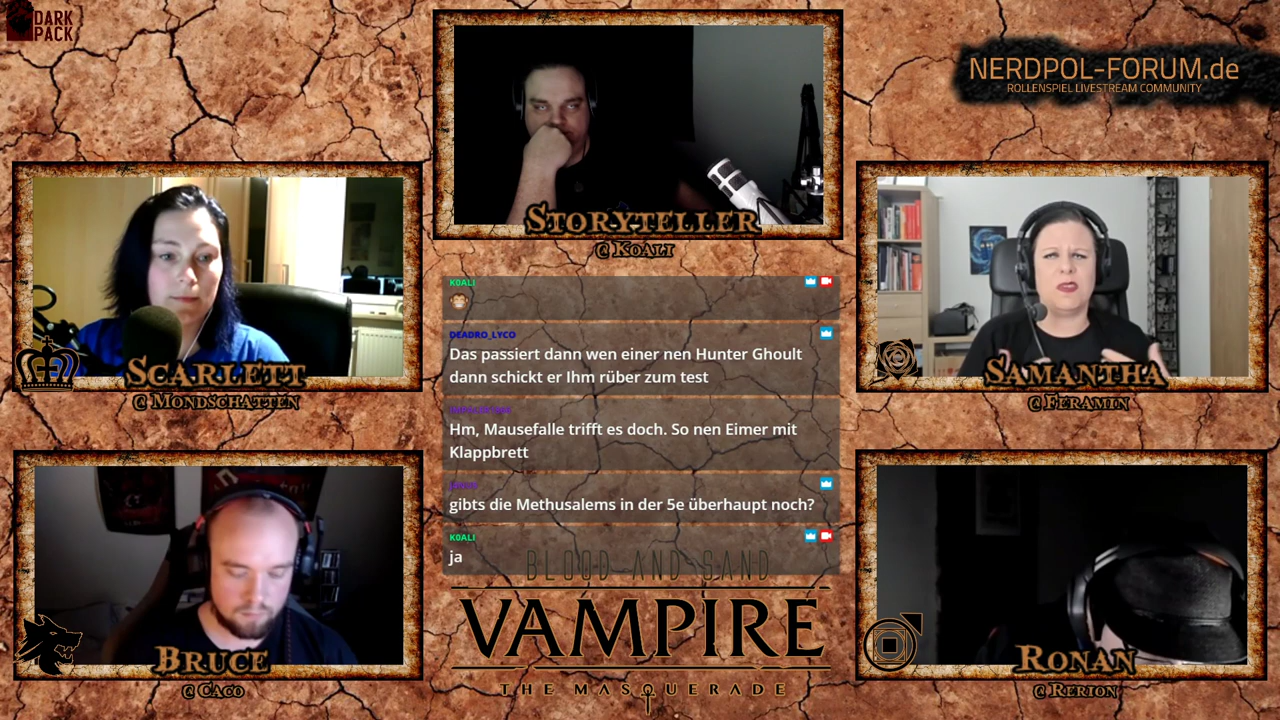 DARK
PACK
NERDPOL-FORUM.de
ROLLENSPIEL LIVESTREAM COMMUNITY
STORYTELLER
@ KOALI
SCARLETT
@ MONDSCHATTEN
SAMANTHA
@ FERAMIN
K0ALI
DEADRO_LYCO
Das passiert dann wen einer nen Hunter Ghoult
dann schickt er Ihm rüber zum test
Hm, Mausefalle trifft es doch. So nen Eimer mit
Klappbrett
gibts die Methusalems in der 5e überhaupt noch?
K0ALI
ja
BLOOD AND SAND
VAMPIRE
THE MASQUERADE
BRUCE
@ CACO
RONAN
@ RERION